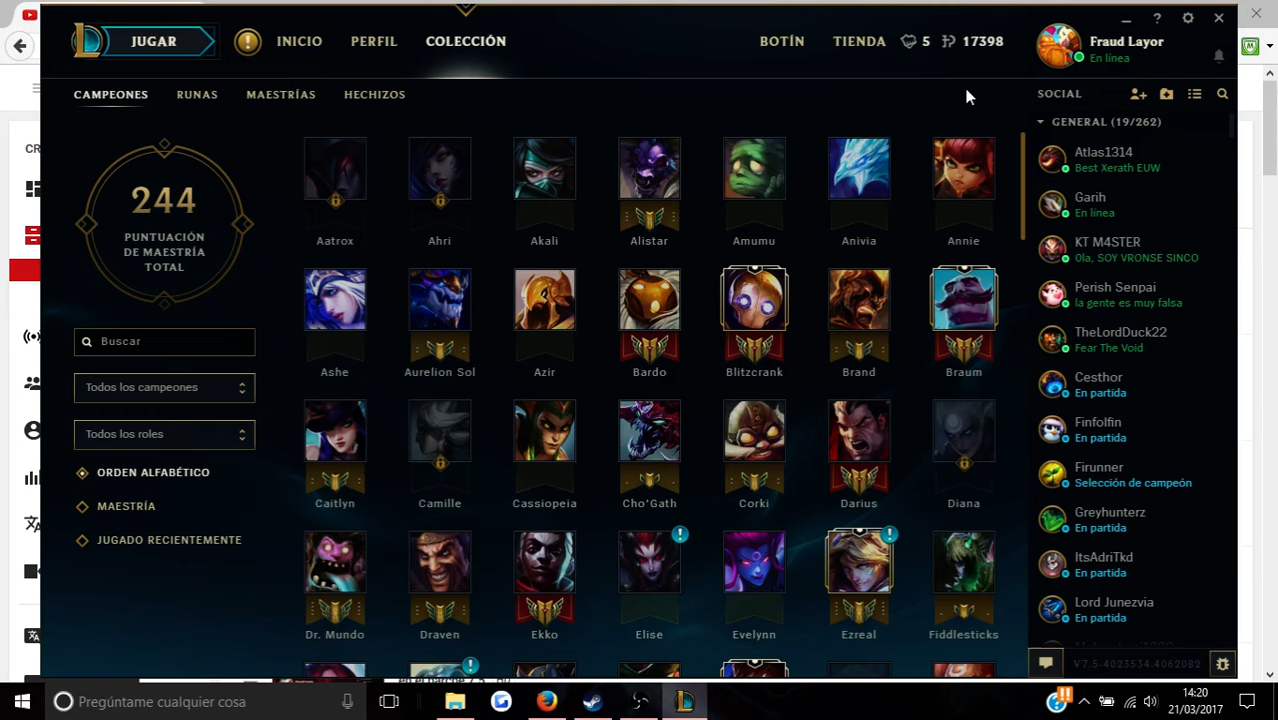 JUGAR
INICIO
PERFIL
COLECCIÓN
BOTÍN
TIENDA
5
17398
Fraud Layor
En línea
CAMPEONES
RUNAS
MAESTRÍAS
HECHIZOS
SOCIAL
GENERAL (19/262)
244
PUNTUACIÓN
DE MAESTRÍA
TOTAL
Buscar
Todos los campeones
Todos los roles
ORDEN ALFABÉTICO
MAESTRÍA
JUGADO RECIENTEMENTE
Aatrox
Ahri
Akali
Alistar
Amumu
Anivia
Annie
Ashe
Aurelion Sol
Azir
Bardo
Blitzcrank
Brand
Braum
Caitlyn
Camille
Cassiopeia
Cho'Gath
Corki
Darius
Diana
Dr. Mundo
Draven
Ekko
Elise
Evelynn
Ezreal
Fiddlesticks
Atlas1314
Best Xerath EUW
Garih
En línea
KT M4STER
Ola, SOY VRONSE SINCO
Perish Senpai
la gente es muy falsa
TheLordDuck22
Fear The Void
Cesthor
En partida
Finfolfin
En partida
Firunner
Selección de campeón
Greyhunterz
En partida
ItsAdriTkd
En partida
Lord Junezvia
En partida
V7.5-4023534.4062082
CR
Pregúntame cualquier cosa
14:20
21/03/2017